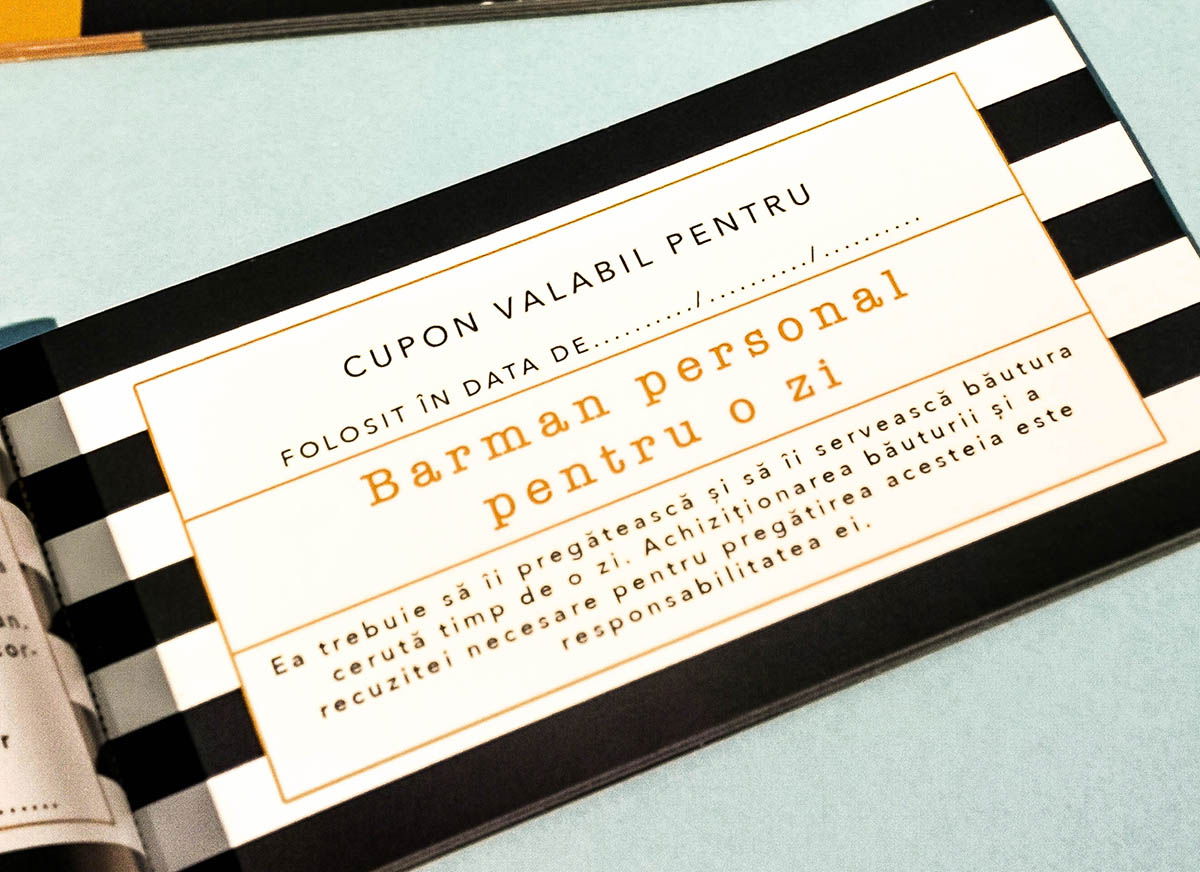 CUPON VALABIL PENTRU
FOLOSIT ÎN DATA DE........../........../..........
Barman personal
pentru o zi
Ea trebuie să îi pregătească și să îi servească băutura
cerută timp de o zi. Achiziționarea băuturii și a
recuzitei necesare pentru pregătirea acesteia este
responsabilitatea ei.